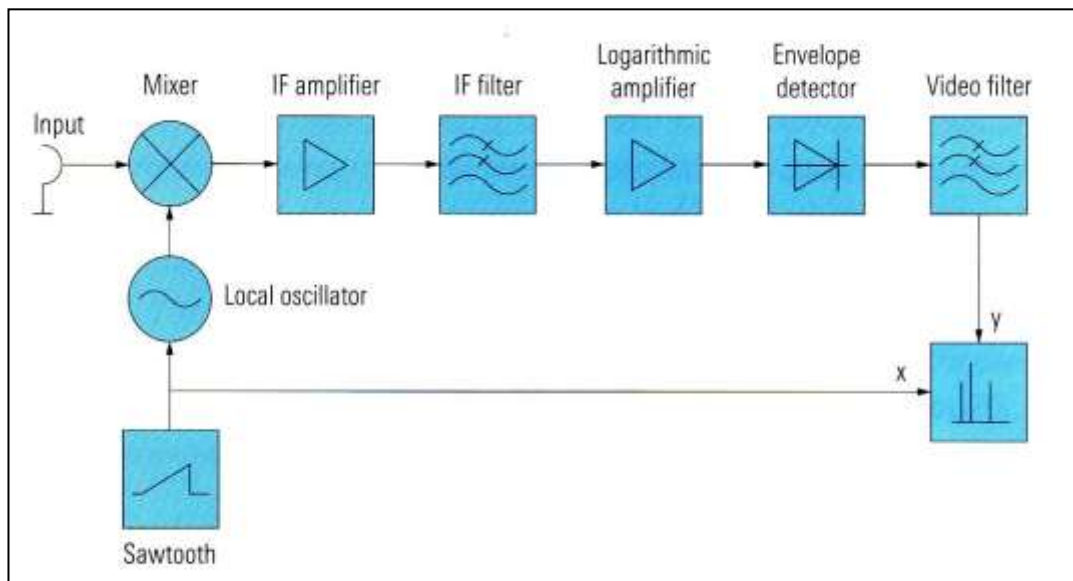 Input
Mixer
IF amplifier
IF filter
Logarithmic
amplifier
Envelope
detector
Video filter
Local oscillator
y
x
Sawtooth